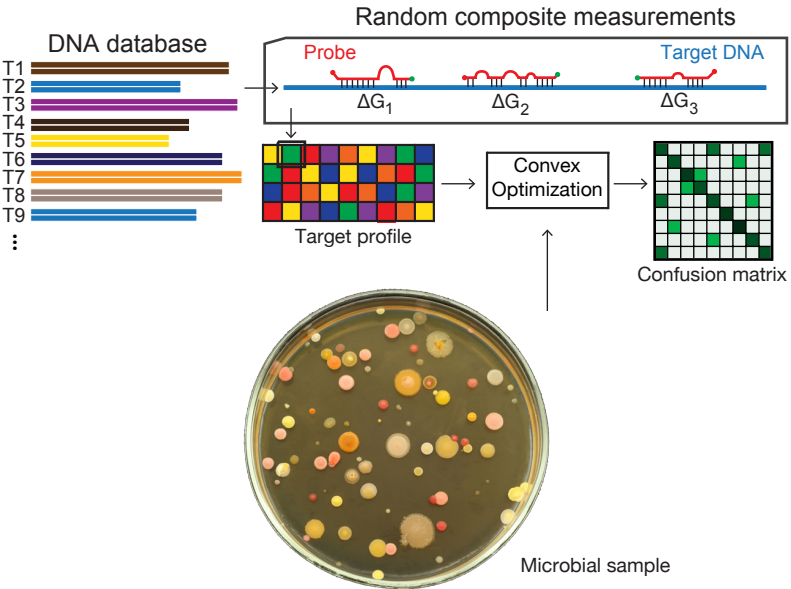 Random composite measurements
DNA database
Probe
Target DNA
T1
T2
T3
T4
T5
T6
T7
T8
T9
⋮
ΔG1
ΔG2
ΔG3
Convex
Optimization
Target profile
Confusion matrix
Microbial sample